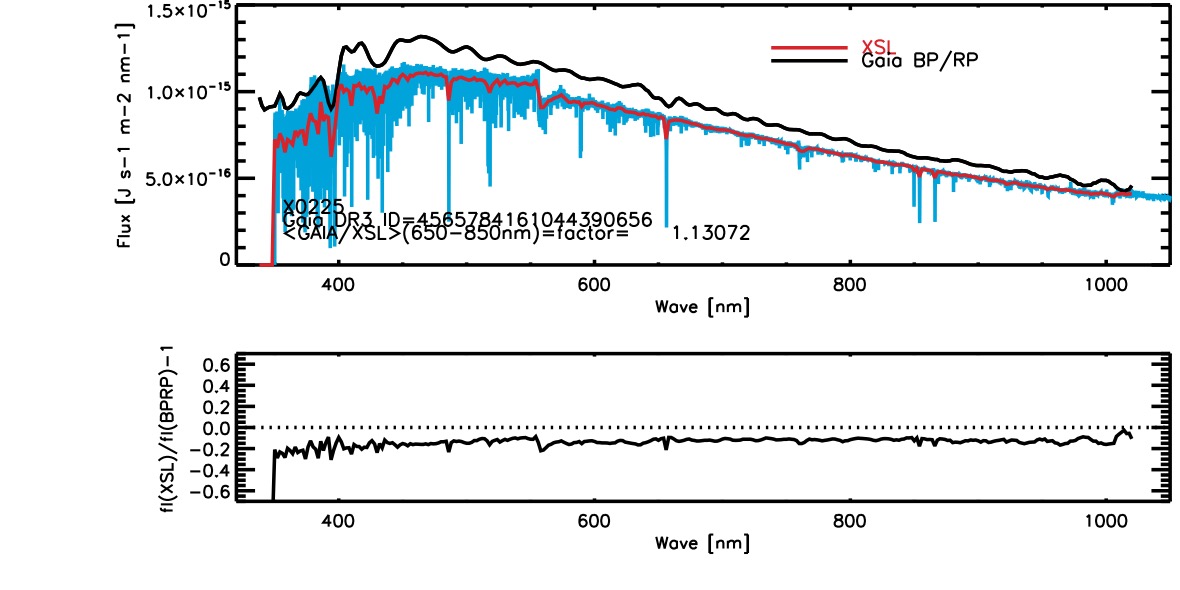 1.5×10−15
1.0×10−15
5.0×10−16
0
Flux [J s−1 m−2 nm−1]
XSL
Gaia BP/RP
X0225
Gaia DR3 ID=4565784161044390656
<GAIA/XSL>(650−850nm)=factor= 1.13072
400 600 800 1000
Wave [nm]
fl(XSL)/fl(BPRP)−1
0.6
0.4
0.2
0.0
−0.2
−0.4
−0.6
400 600 800 1000
Wave [nm]